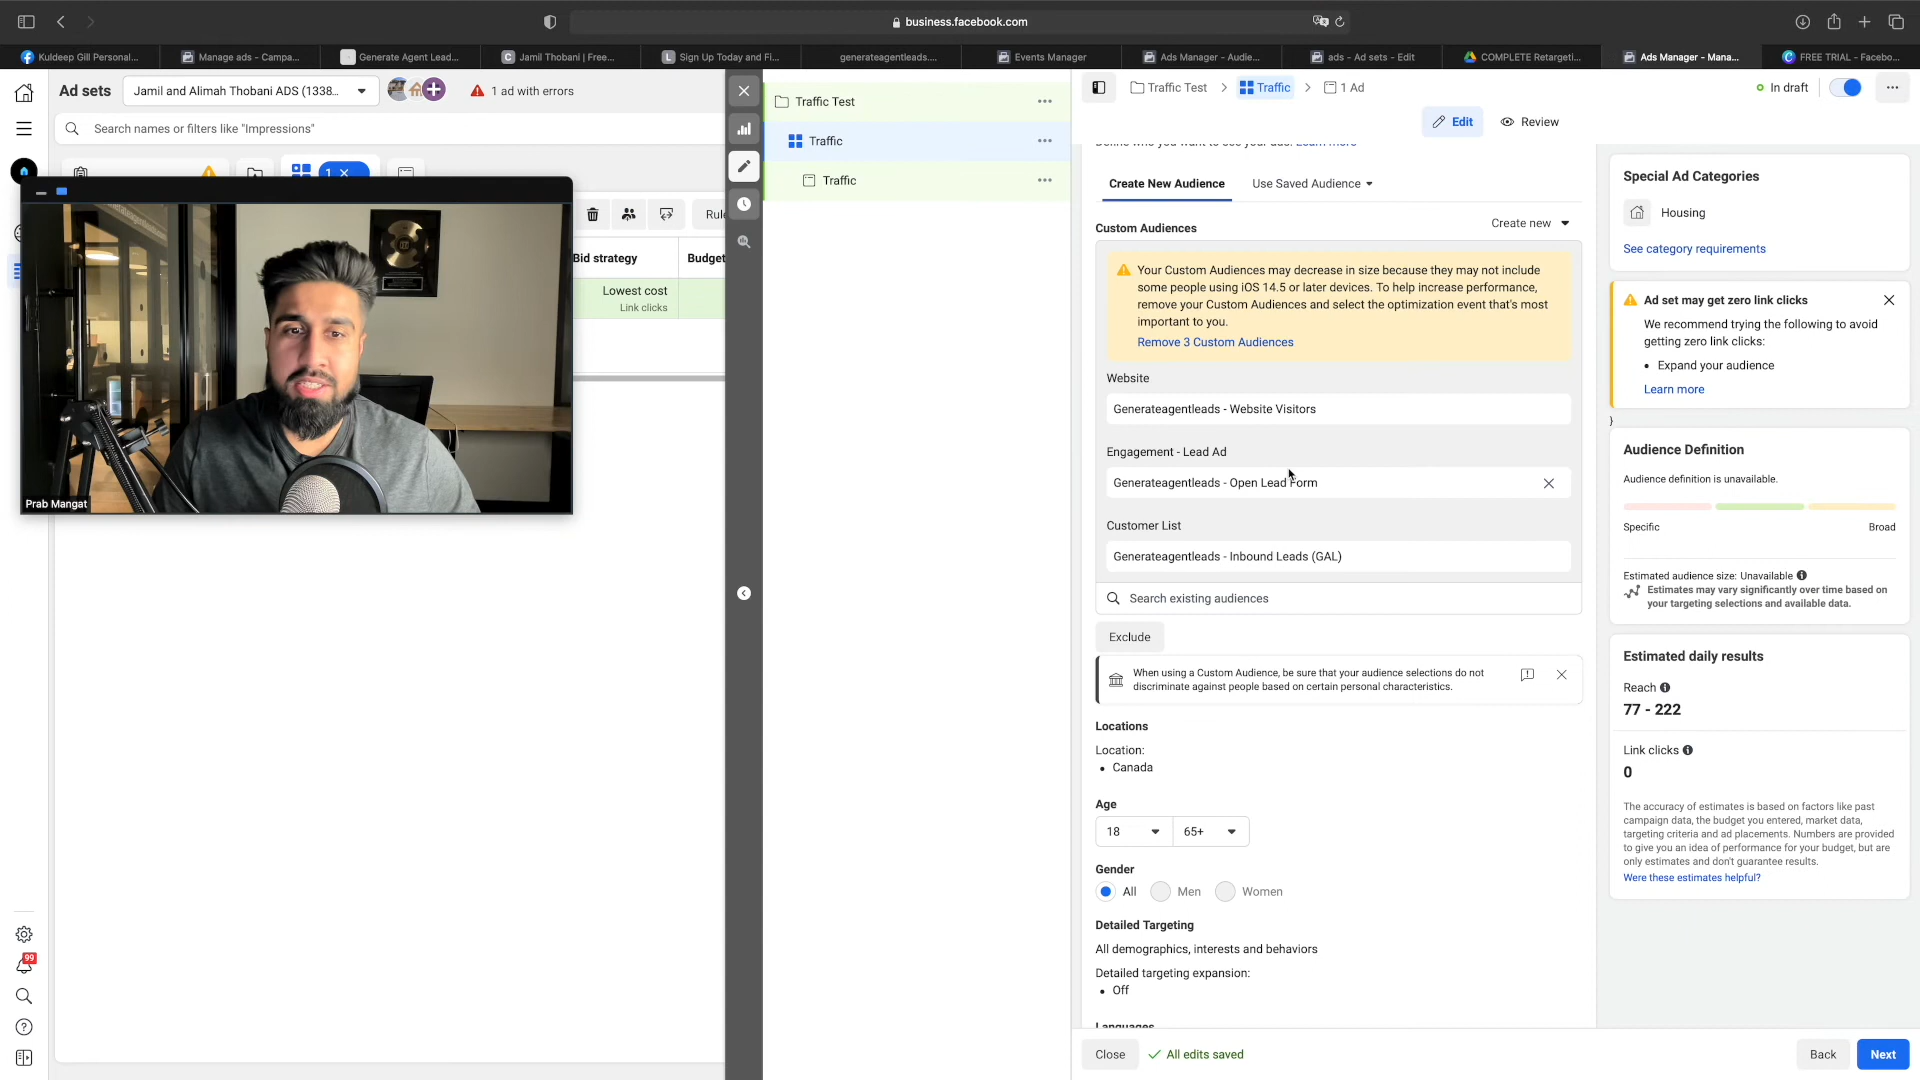 business.facebook.com
Kuldeep Gill Personal...
Manage ads - Campa...
Generate Agent Lead...
Jamil Thobani | Free...
Sign Up Today and Fi...
generateagentleads....
Events Manager
Ads Manager - Audie...
ads - Ad sets - Edit
COMPLETE Retargeti...
Ads Manager - Mana...
FREE TRIAL - Facebo...
Ad sets
Jamil and Alimah Thobani ADS (1338...
1 ad with errors
Search names or filters like "Impressions"
1
Rule
Bid strategy
Budget
Lowest cost
Link clicks
Prab Mangat
99
Traffic Test
Traffic
Traffic
Traffic Test
Traffic
1 Ad
In draft
Edit
Review
Define who you want to see your ads. Learn more
Create New Audience
Use Saved Audience
Custom Audiences
Create new
Your Custom Audiences may decrease in size because they may not include
some people using iOS 14.5 or later devices. To help increase performance,
remove your Custom Audiences and select the optimization event that's most
important to you.
Remove 3 Custom Audiences
Website
Generateagentleads - Website Visitors
Engagement - Lead Ad
Generateagentleads - Open Lead Form
Customer List
Generateagentleads - Inbound Leads (GAL)
Search existing audiences
Exclude
When using a Custom Audience, be sure that your audience selections do not
discriminate against people based on certain personal characteristics.
Locations
Location:
Canada
Age
18
65+
Gender
All
Men
Women
Detailed Targeting
All demographics, interests and behaviors
Detailed targeting expansion:
Off
Languages
Close
All edits saved
Back
Next
Special Ad Categories
Housing
See category requirements
Ad set may get zero link clicks
We recommend trying the following to avoid
getting zero link clicks:
Expand your audience
Learn more
}
Audience Definition
Audience definition is unavailable.
Specific
Broad
Estimated audience size: Unavailable
Estimates may vary significantly over time based on
your targeting selections and available data.
Estimated daily results
Reach
77 - 222
Link clicks
0
The accuracy of estimates is based on factors like past
campaign data, the budget you entered, market data,
targeting criteria and ad placements. Numbers are provided
to give you an idea of performance for your budget, but are
only estimates and don't guarantee results.
Were these estimates helpful?